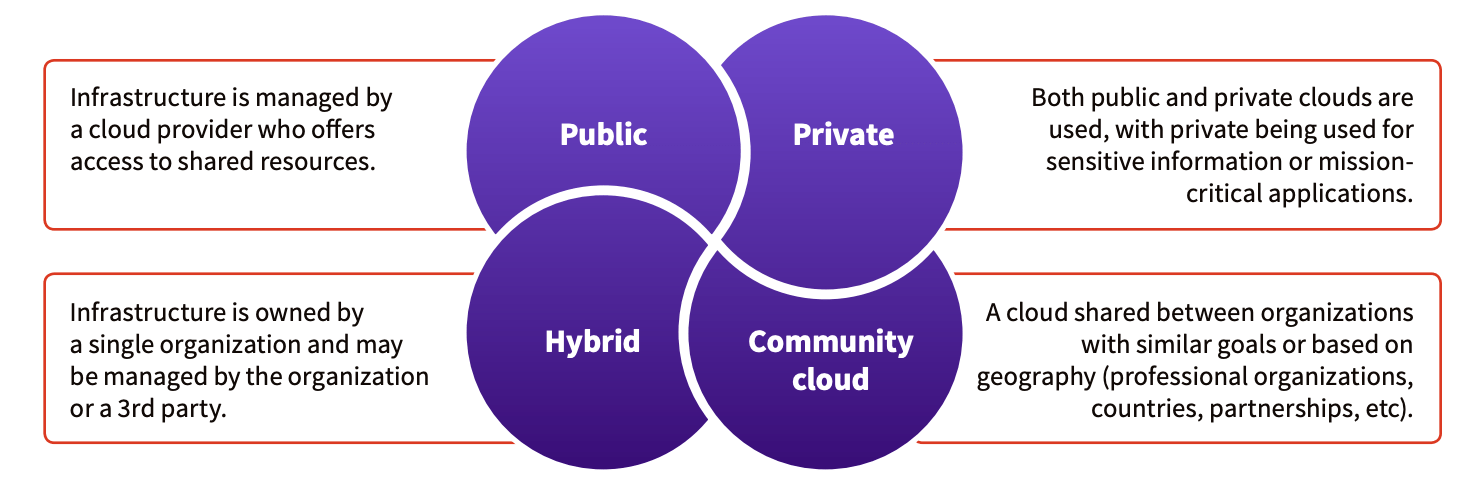 Infrastructure is managed by
a cloud provider who offers
access to shared resources.
Public
Private
Both public and private clouds are
used, with private being used for
sensitive information or mission-
critical applications.
Infrastructure is owned by
a single organization and may
be managed by the organization
or a 3rd party.
Hybrid
Community
cloud
A cloud shared between organizations
with similar goals or based on
geography (professional organizations,
countries, partnerships, etc).